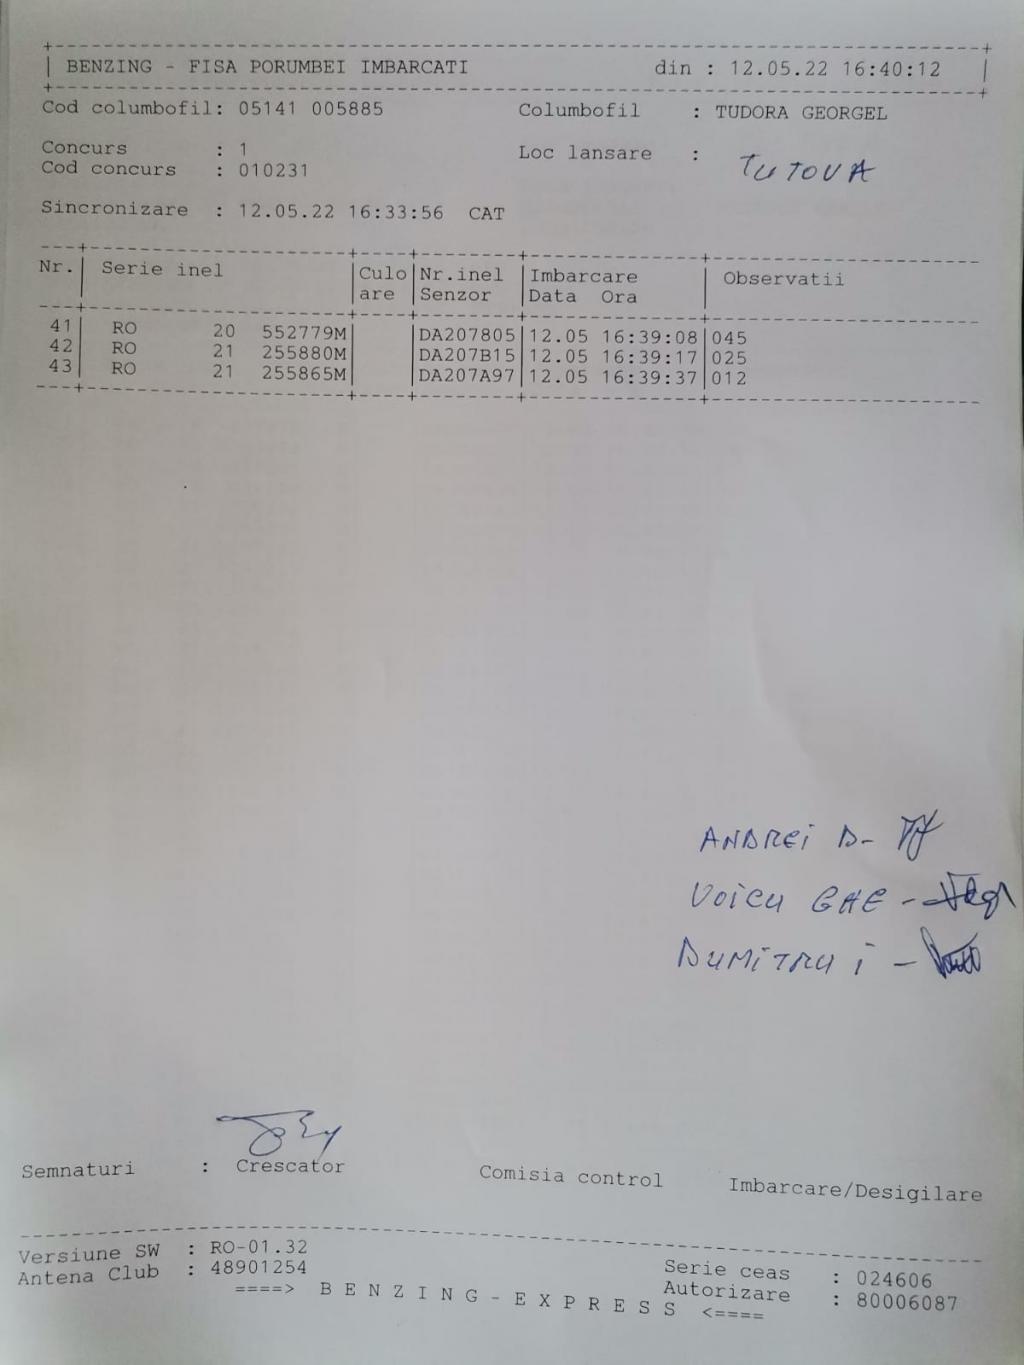 BENZING - FISA PORUMBEI IMBARCATI din : 12.05.22 16:40:12
Cod columbofil: 05141 005885 Columbofil : TUDORA GEORGEL
Concurs : 1 Loc lansare : TUTOVA
Cod concurs : 010231
Sincronizare : 12.05.22 16:33:56 CAT
Nr. Serie inel Culo Nr.inel Imbarcare Observatii
are Senzor Data Ora
41 RO 20 552779M DA207805 12.05 16:39:08 045
42 RO 21 255880M DA207B15 12.05 16:39:17 025
43 RO 21 255865M DA207A97 12.05 16:39:37 012
ANDREI D-
VOICU GHE -
DUMITRU i -
Semnaturi : Crescator Comisia control Imbarcare/Desigilare
Versiune SW : RO-01.32 Serie ceas : 024606
Antena Club : 48901254 Autorizare : 80006087
====> B E N Z I N G - E X P R E S S <====